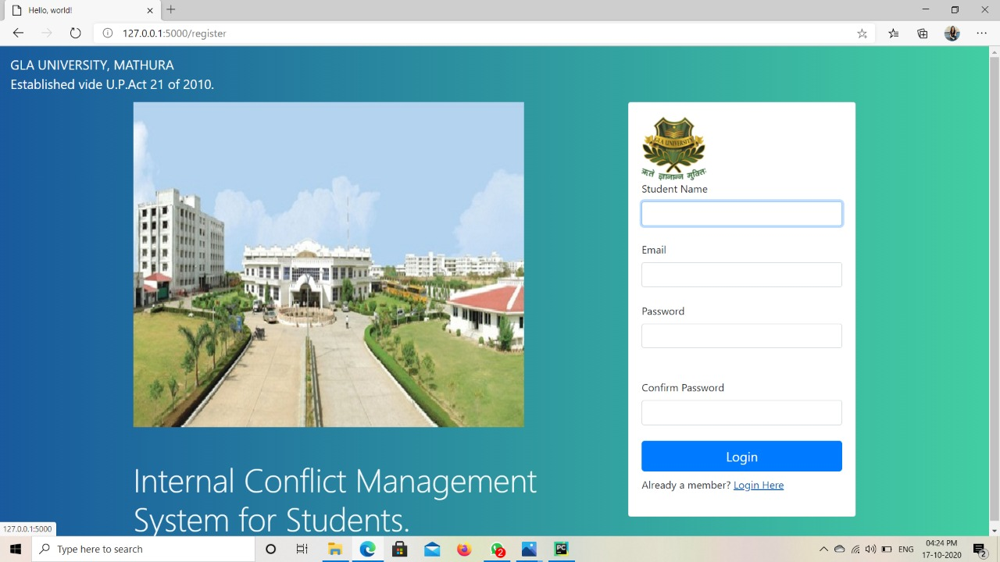 Hello, world!
127.0.0.1:5000/register
GLA UNIVERSITY, MATHURA
Established vide U.P.Act 21 of 2010.
GLA UNIVERSITY
ऋते ज्ञानान्न मुक्तिः
Student Name
Email
Password
Confirm Password
Login
Already a member? Login Here
Internal Conflict Management
System for Students.
127.0.0.1:5000
Type here to search
2
PC
ENG
04:24 PM
17-10-2020
2